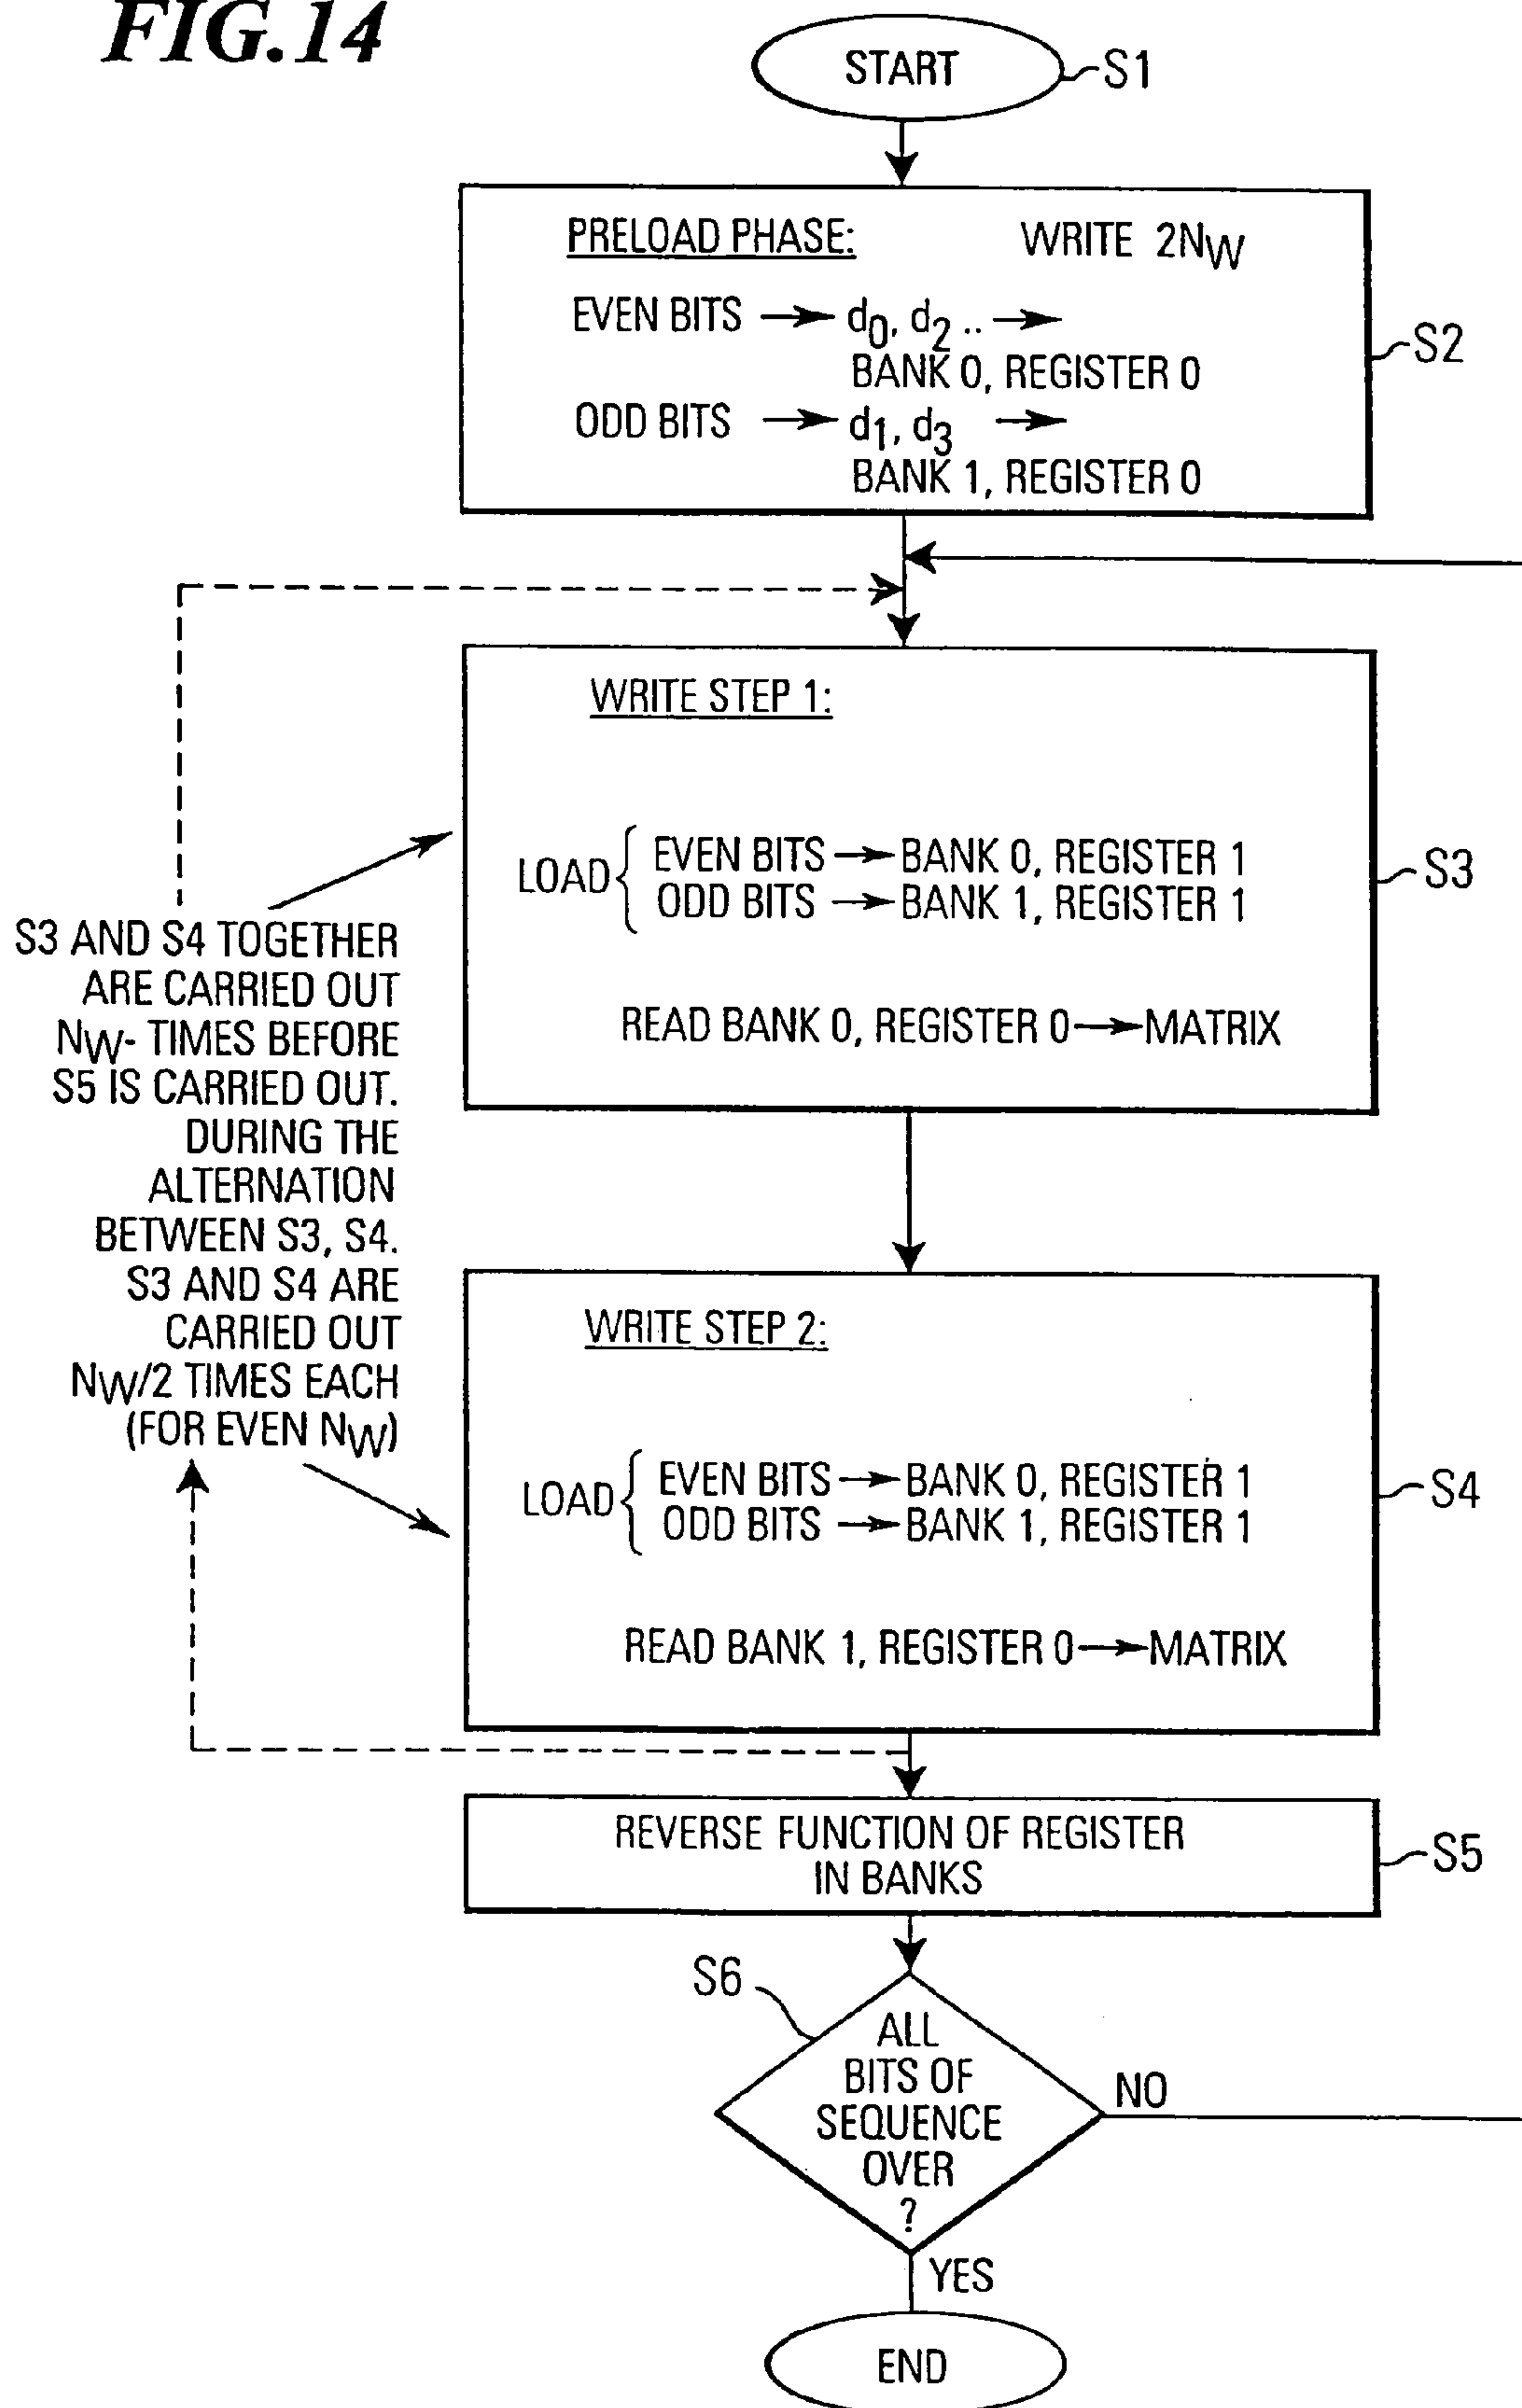 FIG.14
START
S1
PRELOAD PHASE: WRITE 2NW
EVEN BITS → d0, d2 .. →
BANK 0, REGISTER 0
ODD BITS → d1, d3 →
BANK 1, REGISTER 0
S2
WRITE STEP 1:
LOAD { EVEN BITS → BANK 0, REGISTER 1
ODD BITS → BANK 1, REGISTER 1
READ BANK 0, REGISTER 0 → MATRIX
S3
S3 AND S4 TOGETHER
ARE CARRIED OUT
NW- TIMES BEFORE
S5 IS CARRIED OUT.
DURING THE
ALTERNATION
BETWEEN S3, S4.
S3 AND S4 ARE
CARRIED OUT
NW/2 TIMES EACH
(FOR EVEN NW)
WRITE STEP 2:
LOAD { EVEN BITS → BANK 0, REGISTER 1
ODD BITS → BANK 1, REGISTER 1
READ BANK 1, REGISTER 0 → MATRIX
S4
REVERSE FUNCTION OF REGISTER
IN BANKS
S5
S6
ALL
BITS OF
SEQUENCE
OVER
?
NO
YES
END